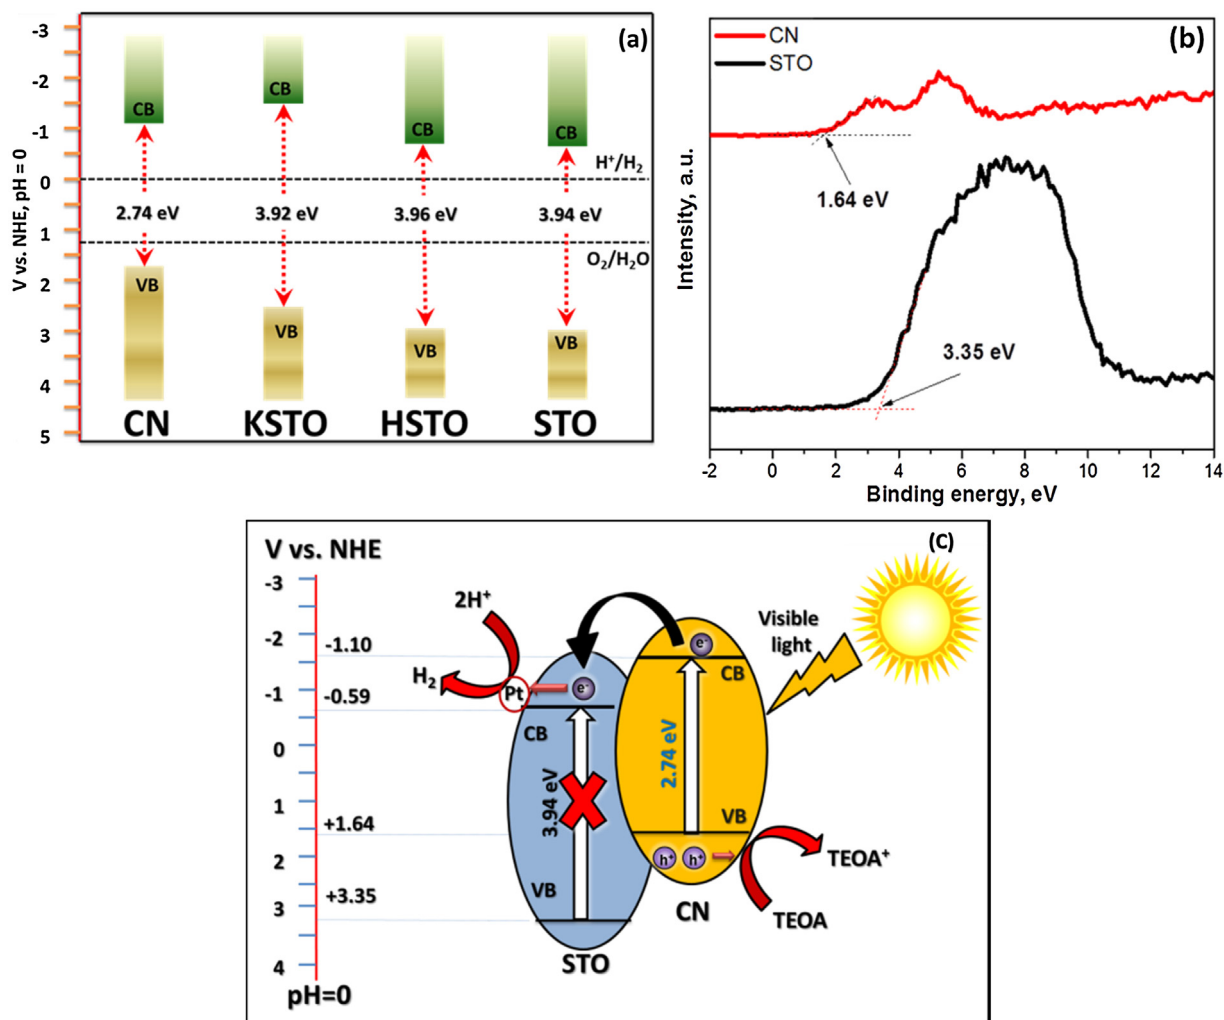 (a)
V vs. NHE, pH = 0
-3
-2
-1
0
1
2
3
4
5
CB CB CB CB
H⁺/H₂
2.74 eV 3.92 eV 3.96 eV 3.94 eV
O₂/H₂O
VB VB VB VB
CN KSTO HSTO STO
(b)
CN
STO
Intensity, a.u.
1.64 eV
3.35 eV
-2 0 2 4 6 8 10 12 14
Binding energy, eV
(C)
V vs. NHE
-3
-2
-1
0
1
2
3
4
-1.10
-0.59
+1.64
+3.35
pH=0
2H⁺
H₂
Pt
e⁻
e⁻
CB
CB
3.94 eV
2.74 eV
VB
VB
h⁺ h⁺
STO
CN
Visible
light
TEOA⁺
TEOA